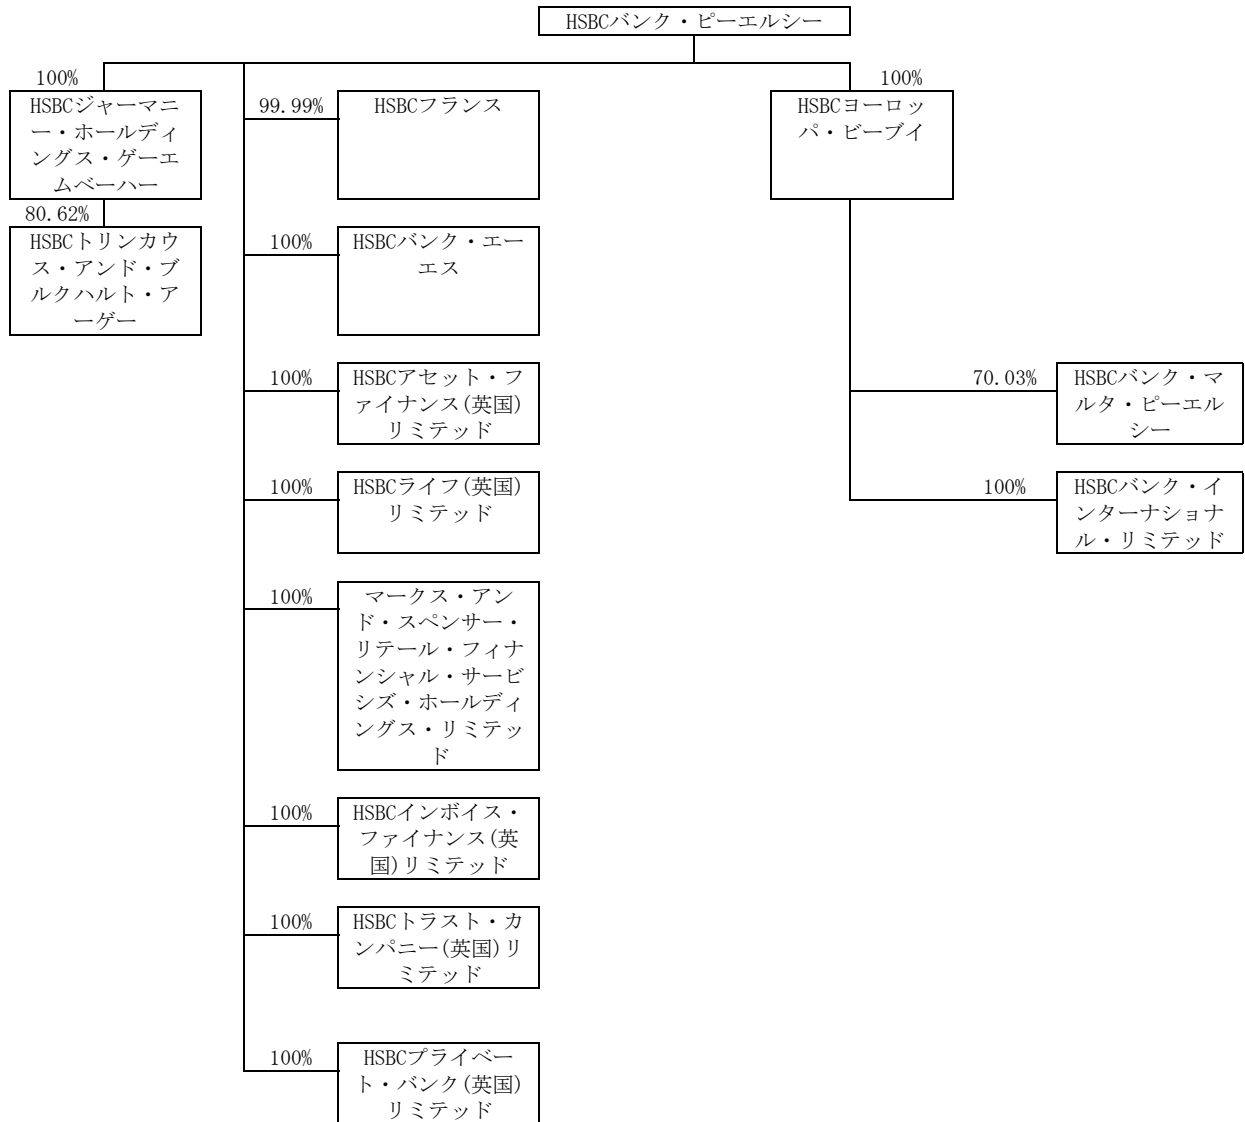 HSBCバンク・ピーエルシー
100%
HSBCジャーマニ
ー・ホールディ
ングス・ゲーエ
ムベーハー
80.62%
HSBCトリンカウ
ス・アンド・ブ
ルクハルト・ア
ーゲー
99.99%
HSBCフランス
100%
HSBCバンク・エー
エス
100%
HSBCアセット・フ
ァイナンス(英国)
リミテッド
100%
HSBCライフ(英国)
リミテッド
100%
マークス・アン
ド・スペンサー・
リテール・フィナ
ンシャル・サービ
シズ・ホールディ
ングス・リミテッ
ド
100%
HSBCインボイス・
ファイナンス(英
国)リミテッド
100%
HSBCトラスト・カ
ンパニー(英国)リ
ミテッド
100%
HSBCプライベー
ト・バンク(英国)
リミテッド
100%
HSBCヨーロッ
パ・ビーブイ
70.03%
HSBCバンク・マ
ルタ・ピーエル
シー
100%
HSBCバンク・イ
ンターナショナ
ル・リミテッド